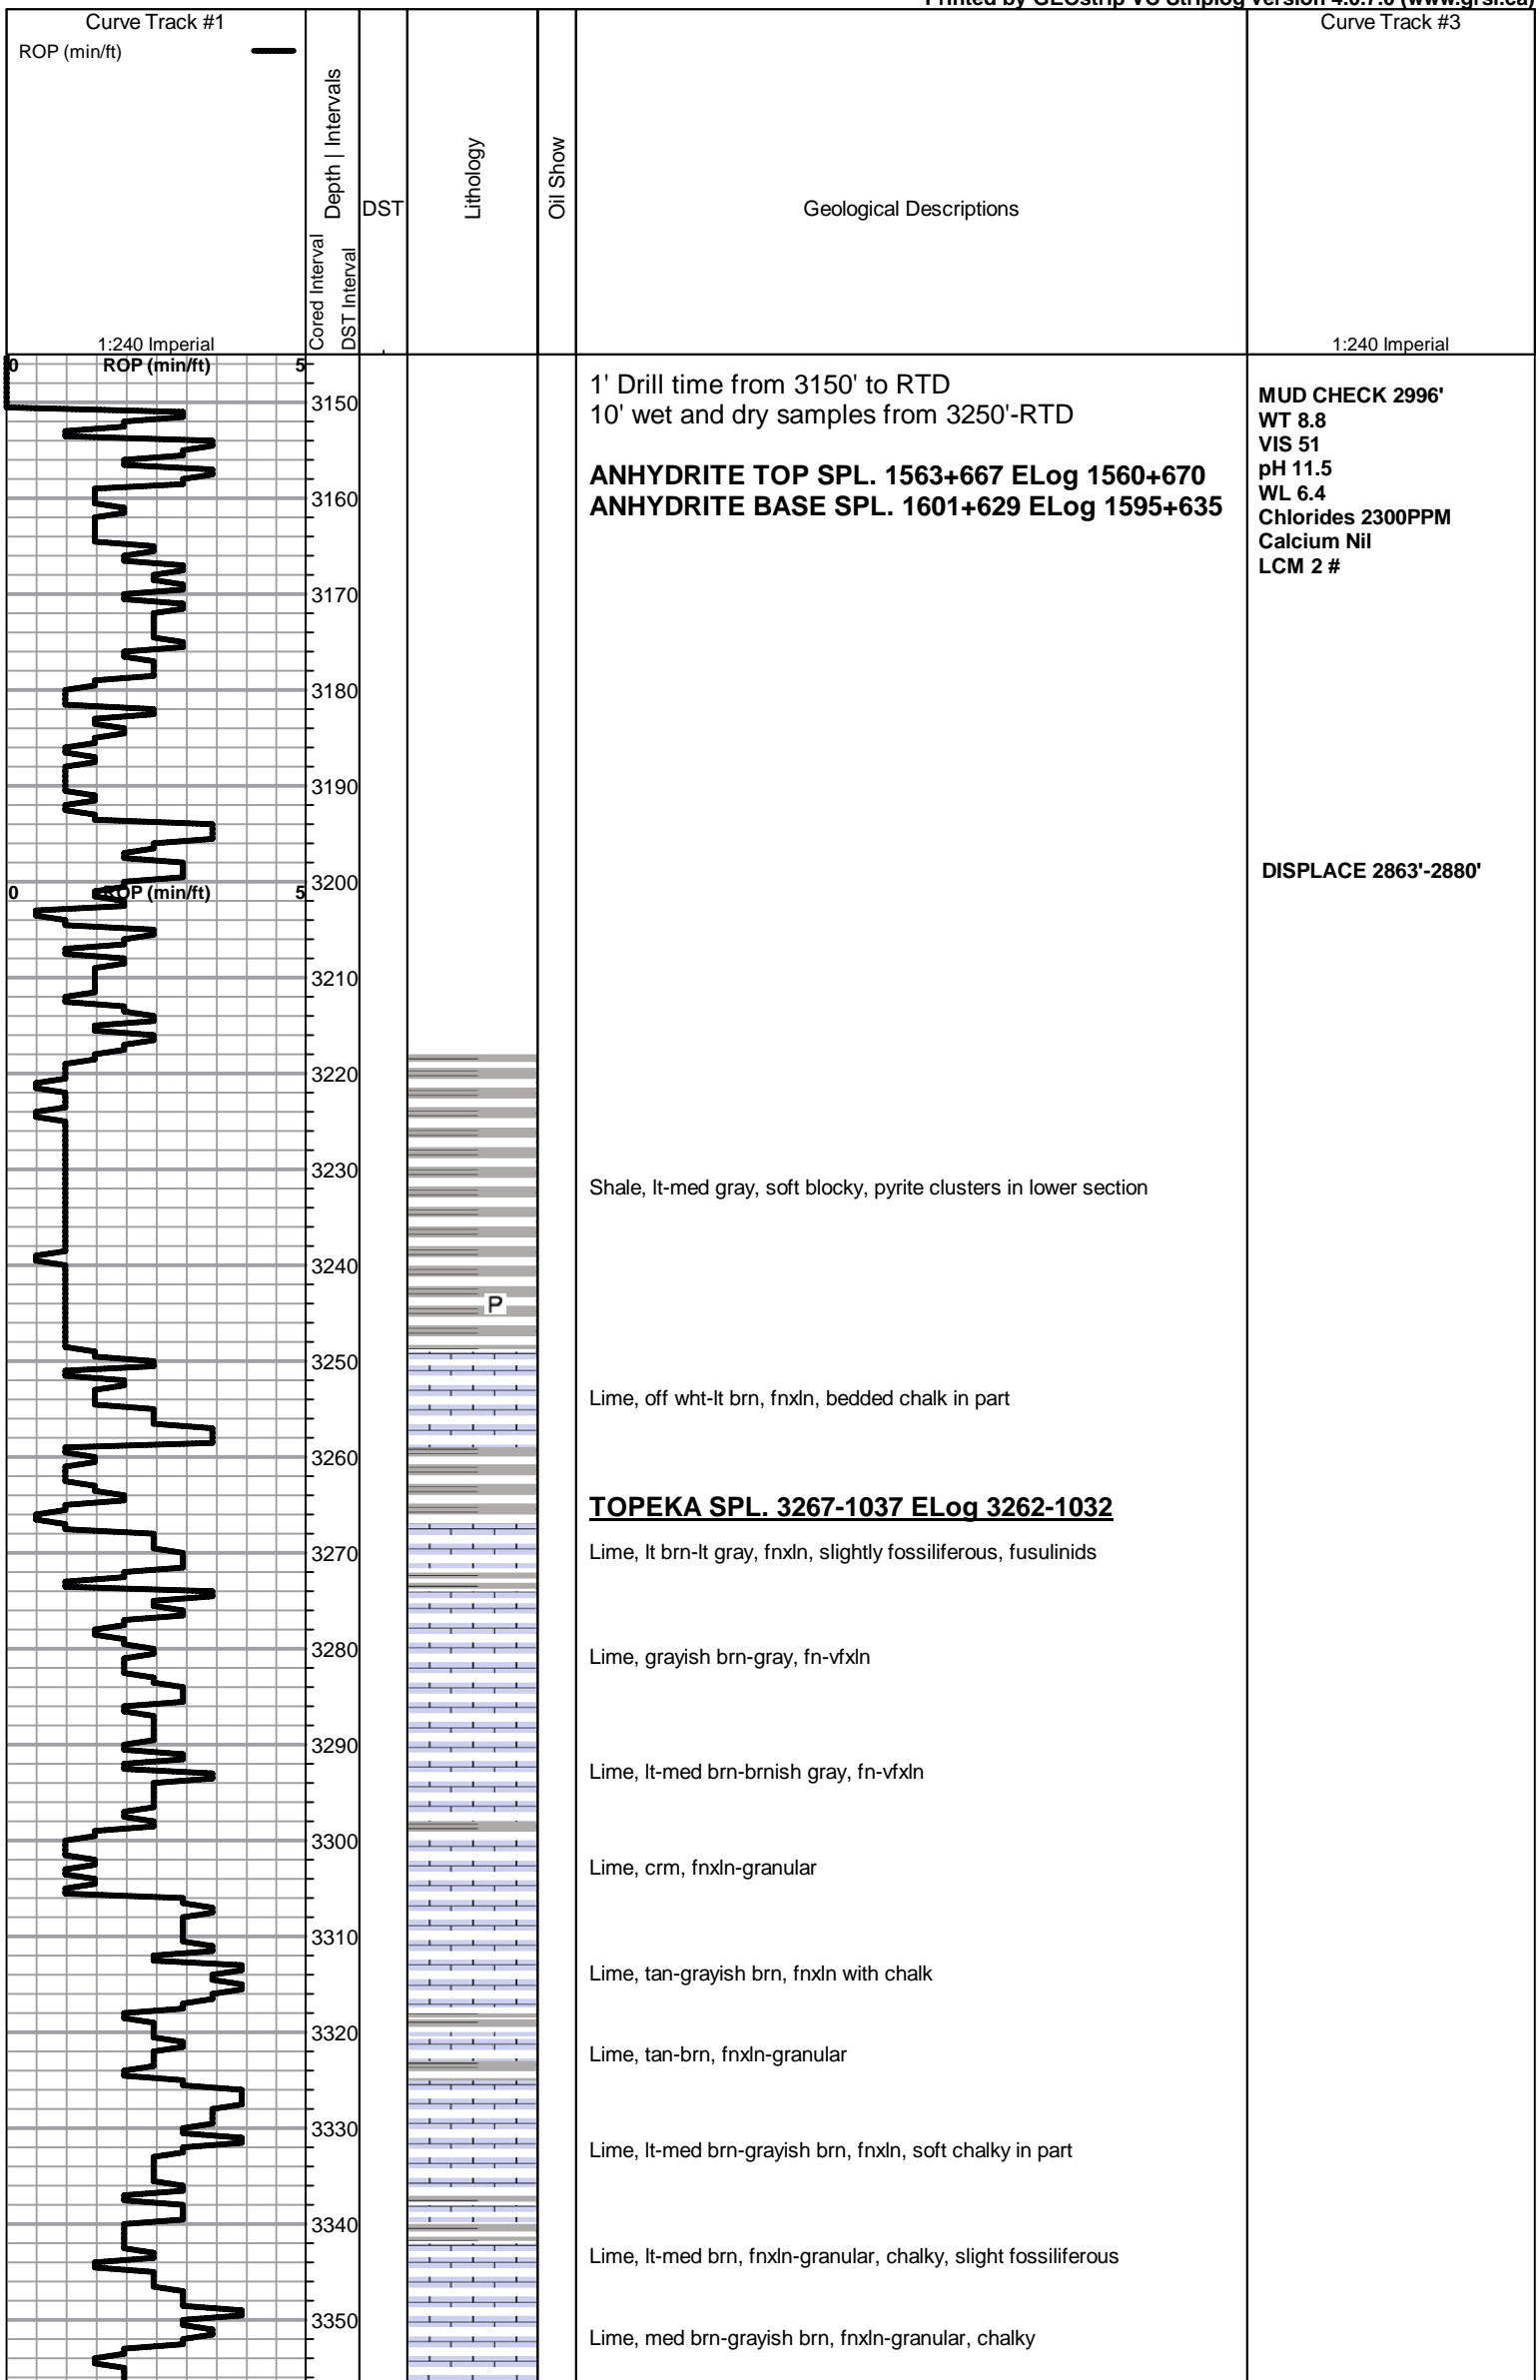 Printed by GEOstrip VC Striplog version 4.0.7.0 (www.grsi.ca)
Curve Track #1
ROP (min/ft)
1:240 Imperial
Depth | Intervals
Cored Interval
DST Interval
DST
Lithology
Oil Show
Geological Descriptions
Curve Track #3
1:240 Imperial
0 ROP (min/ft) 5
3150
1' Drill time from 3150' to RTD
10' wet and dry samples from 3250'-RTD
ANHYDRITE TOP SPL. 1563+667 ELog 1560+670
ANHYDRITE BASE SPL. 1601+629 ELog 1595+635
MUD CHECK 2996'
WT 8.8
VIS 51
pH 11.5
WL 6.4
Chlorides 2300PPM
Calcium Nil
LCM 2 #
3160
3170
3180
3190
3200
0 ROP (min/ft) 5
DISPLACE 2863'-2880'
3210
3220
3230
Shale, lt-med gray, soft blocky, pyrite clusters in lower section
3240
P
3250
Lime, off wht-lt brn, fnxln, bedded chalk in part
3260
TOPEKA SPL. 3267-1037 ELog 3262-1032
3270
Lime, lt brn-lt gray, fnxln, slightly fossiliferous, fusulinids
3280
Lime, grayish brn-gray, fn-vfxln
3290
Lime, lt-med brn-brnish gray, fn-vfxln
3300
Lime, crm, fnxln-granular
3310
Lime, tan-grayish brn, fnxln with chalk
3320
Lime, tan-brn, fnxln-granular
3330
Lime, lt-med brn-grayish brn, fnxln, soft chalky in part
3340
Lime, lt-med brn, fnxln-granular, chalky, slight fossiliferous
3350
Lime, med brn-grayish brn, fnxln-granular, chalky